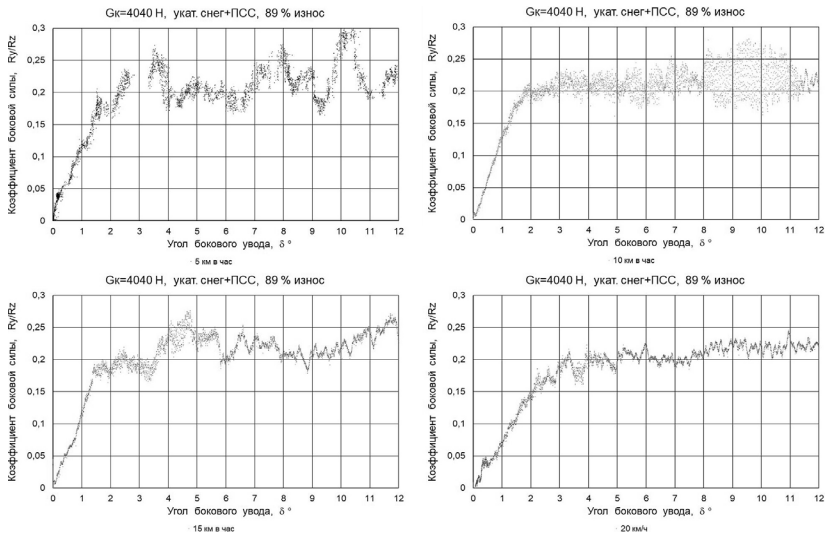 Gк=4040 Н, укат. снег+ПСС, 89 % износ
Коэффициент боковой силы, Ry/Rz
0,3
0,25
0,2
0,15
0,1
0,05
0
0 1 2 3 4 5 6 7 8 9 10 11 12
Угол бокового увода, δ °
· 5 км в час
Gк=4040 Н, укат. снег+ПСС, 89 % износ
Коэффициент боковой силы, Ry/Rz
0,3
0,25
0,2
0,15
0,1
0,05
0
0 1 2 3 4 5 6 7 8 9 10 11 12
Угол бокового увода, δ °
· 10 км в час
Gк=4040 Н, укат. снег+ПСС, 89 % износ
Коэффициент боковой силы, Ry/Rz
0,3
0,25
0,2
0,15
0,1
0,05
0
0 1 2 3 4 5 6 7 8 9 10 11 12
Угол бокового увода, δ °
· 15 км в час
Gк=4040 Н, укат. снег+ПСС, 89 % износ
Коэффициент боковой силы, Ry/Rz
0,3
0,25
0,2
0,15
0,1
0,05
0
0 1 2 3 4 5 6 7 8 9 10 11 12
Угол бокового увода, δ °
· 20 км/ч